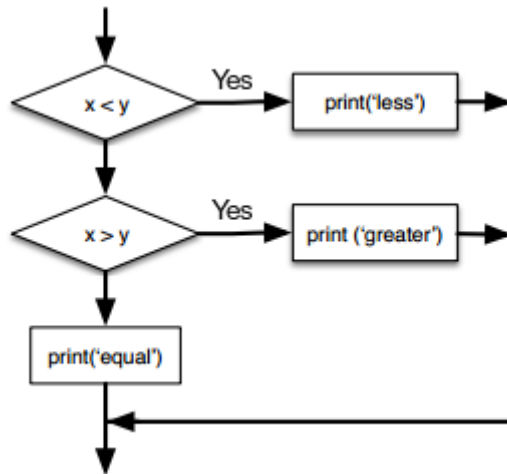 Yes
x < y
print(‘less’)
Yes
x > y
print (‘greater’)
print(‘equal’)